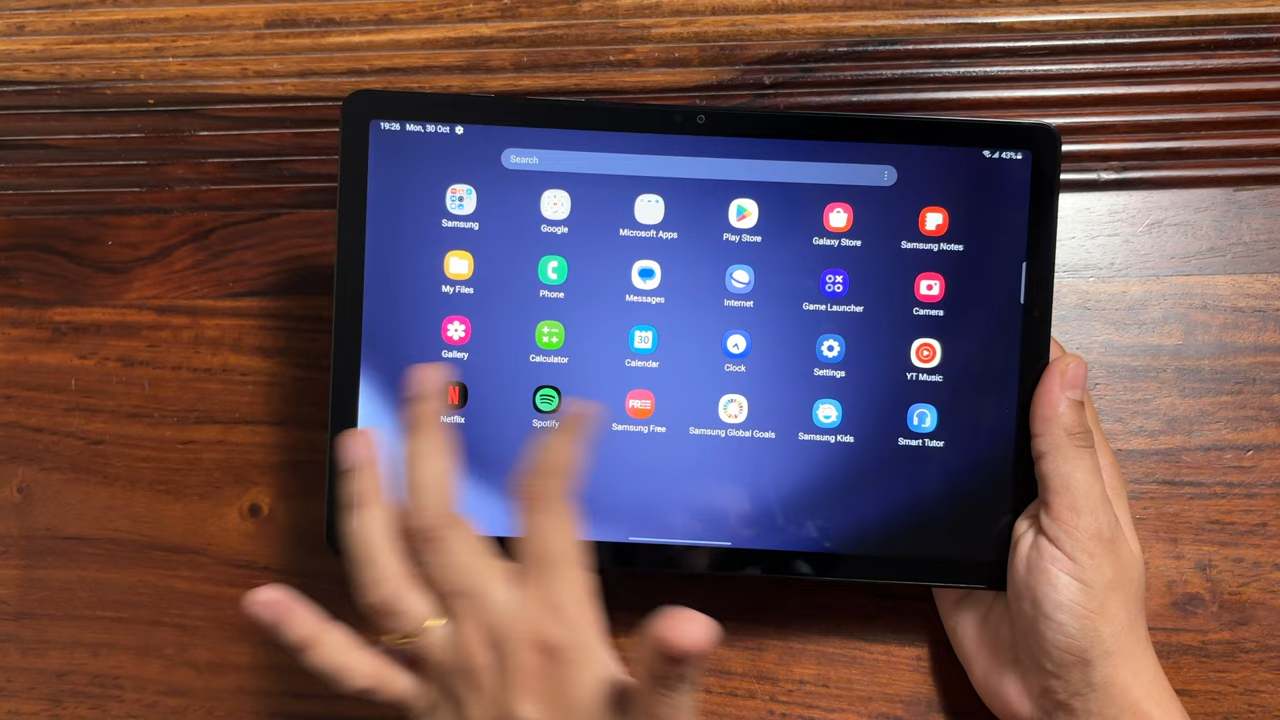 19:26 Mon, 30 Oct
43%
Search
Samsung
Google
Microsoft Apps
Play Store
Galaxy Store
Samsung Notes
My Files
Phone
Messages
Internet
Game Launcher
Camera
30
Gallery
Calculator
Calendar
Clock
Settings
YT Music
N
FREE
Netflix
Spotify
Samsung Free
Samsung Global Goals
Samsung Kids
Smart Tutor